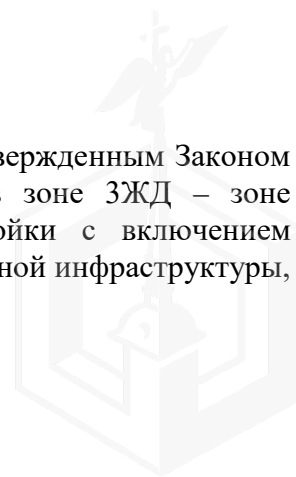 вержденным Законом
зоне 3ЖД – зоне
ойки с включением
ной инфраструктуры,